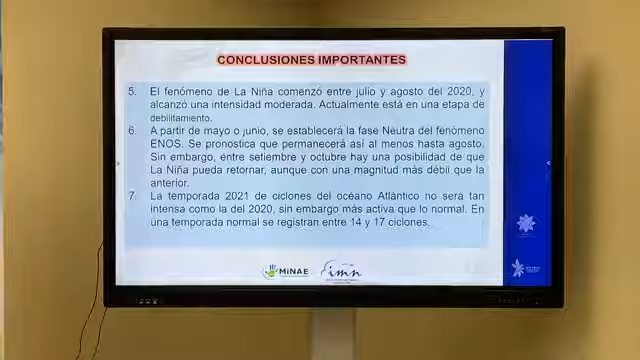 CONCLUSIONES IMPORTANTES
5. El fenómeno de La Niña comenzó entre julio y agosto del 2020, y
alcanzó una intensidad moderada. Actualmente está en una etapa de
debilitamiento.
6. A partir de mayo o junio, se establecerá la fase Neutra del fenómeno
ENOS. Se pronostica que permanecerá así al menos hasta agosto.
Sin embargo, entre setiembre y octubre hay una posibilidad de que
La Niña pueda retornar, aunque con una magnitud más débil que la
anterior.
7. La temporada 2021 de ciclones del océano Atlántico no será tan
intensa como la del 2020, sin embargo más activa que lo normal. En
una temporada normal se registran entre 14 y 17 ciclones.
MINAE
imn